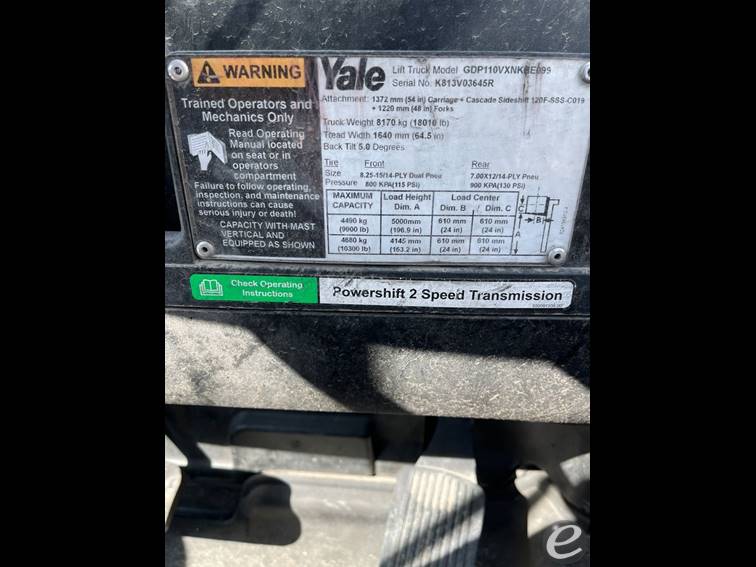 WARNING
Trained Operators and
Mechanics Only
Read Operating
Manual located
on seat or in
operators
compartment
Failure to follow operating,
inspection, and maintenance
instructions can cause
serious injury or death!
CAPACITY WITH MAST
VERTICAL AND
EQUIPPED AS SHOWN
Yale
Lift Truck Model GDP110VXNKBE099
Serial No. K813V03645R
Attachment: 1372 mm (54 in) Carriage + Cascade Sideshift 120F-SSS-C019
+ 1220 mm (48 in) Forks
Truck Weight 8170 kg (18010 lb)
Tread Width 1640 mm (64.5 in)
Back Tilt 5.0 Degrees
Tire Front Rear
Size 8.25-15/14-PLY Dual Pneu 7.00X12/14-PLY Pneu
Pressure 800 KPA(115 PSI) 900 KPA(130 PSI)
MAXIMUM CAPACITY Load Height Dim. A Load Center Dim. B Dim. C
4490 kg 5000mm 610 mm 610 mm
(9000 lb) (196.9 in) (24 in) (24 in)
4680 kg 4145 mm 610 mm 610 mm
(10300 lb) (163.2 in) (24 in) (24 in)
C
B
A
Check Operating
Instructions
Powershift 2 Speed Transmission
e